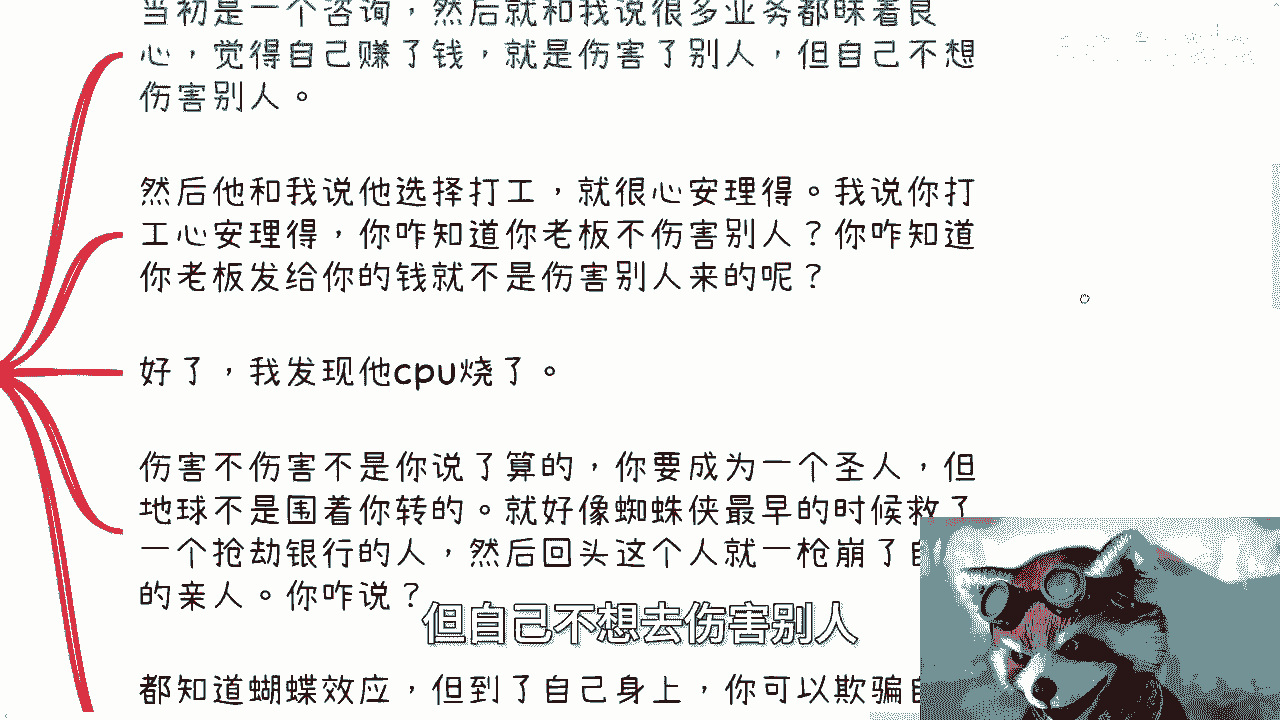 当初是一个咨询，然后就和我说很多业务都昧着良
心，觉得自己赚了钱，就是伤害了别人，但自己不想
伤害别人。
然后他和我说他选择打工，就很心安理得。我说你打
工心安理得，你咋知道你老板不伤害别人？你咋知道
你老板发给你的钱就不是伤害别人来的呢？
好了，我发现他cpu烧了。
伤害不伤害不是你说了算的，你要成为一个圣人，但
地球不是围着你转的。就好像蜘蛛侠最早的时候救了
一个抢劫银行的人，然后回头这个人就一枪崩了自
的亲人。你咋说？
但自己不想去伤害别人
都知道蝴蝶效应，但到了自己身上，你可以欺骗自